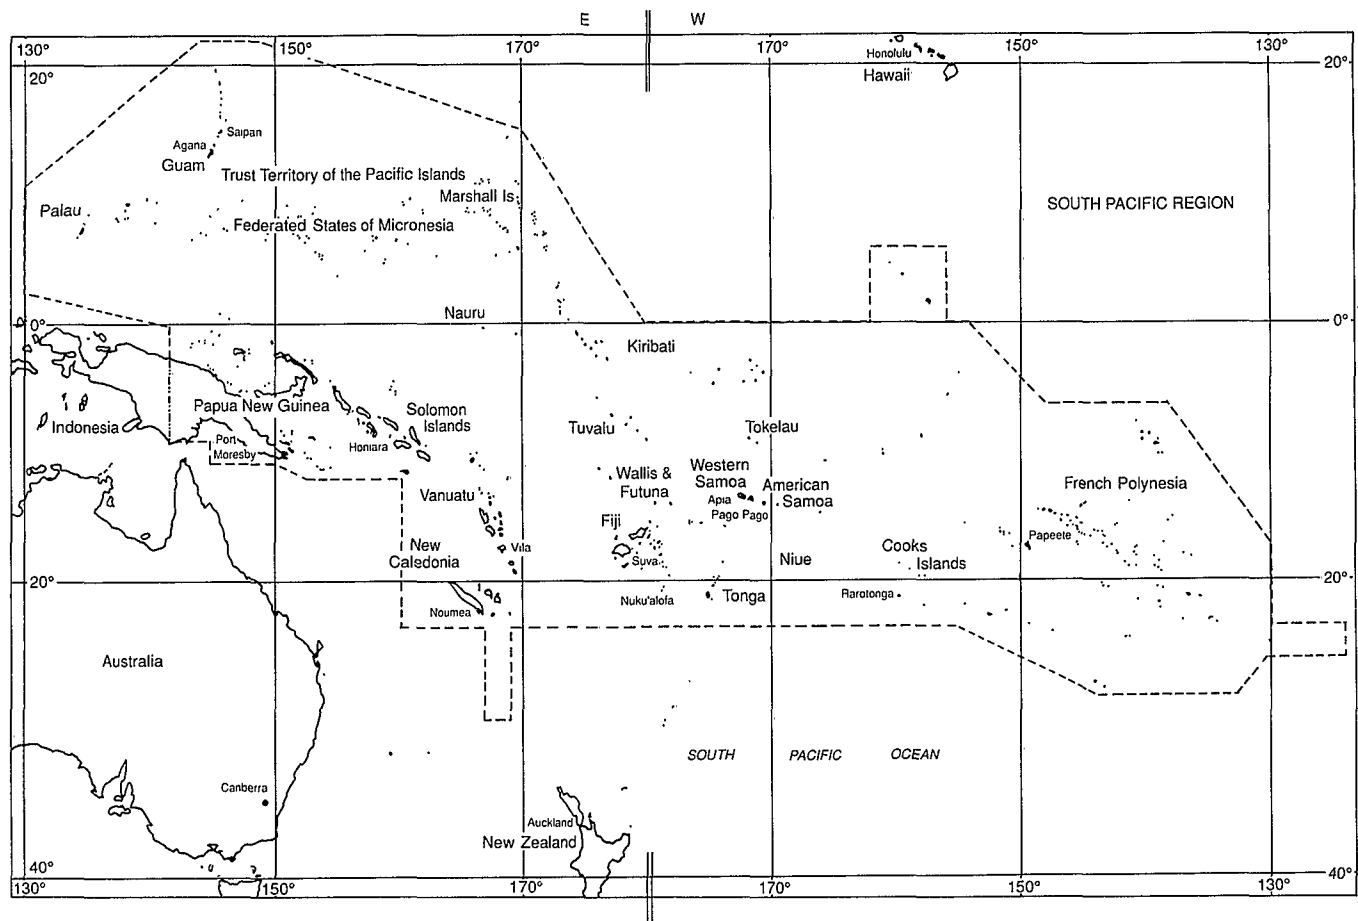 E W
130° 150° 170° 170° 150° 130°
Honolulu
Hawaii
20° 20°
Saipan
Agana
Guam
Trust Territory of the Pacific Islands
Marshall Is
Palau
Federated States of Micronesia
SOUTH PACIFIC REGION
Nauru
0° 0°
Kiribati
Papua New Guinea
Solomon
Islands
Indonesia
Port
Moresby
Honiara
Tuvalu
Tokelau
Wallis &
Futuna
Western
Samoa
Apia
American
Samoa
Pago Pago
French Polynesia
Vanuatu
Fiji
Suva
Vila
New
Caledonia
Niue
Cooks
Islands
Papeete
20° 20°
Noumea
Nuku'alofa
Tonga
Rarotonga
Australia
SOUTH PACIFIC OCEAN
Canberra
Auckland
New Zealand
40° 40°
130° 150° 170° 170° 150° 130°